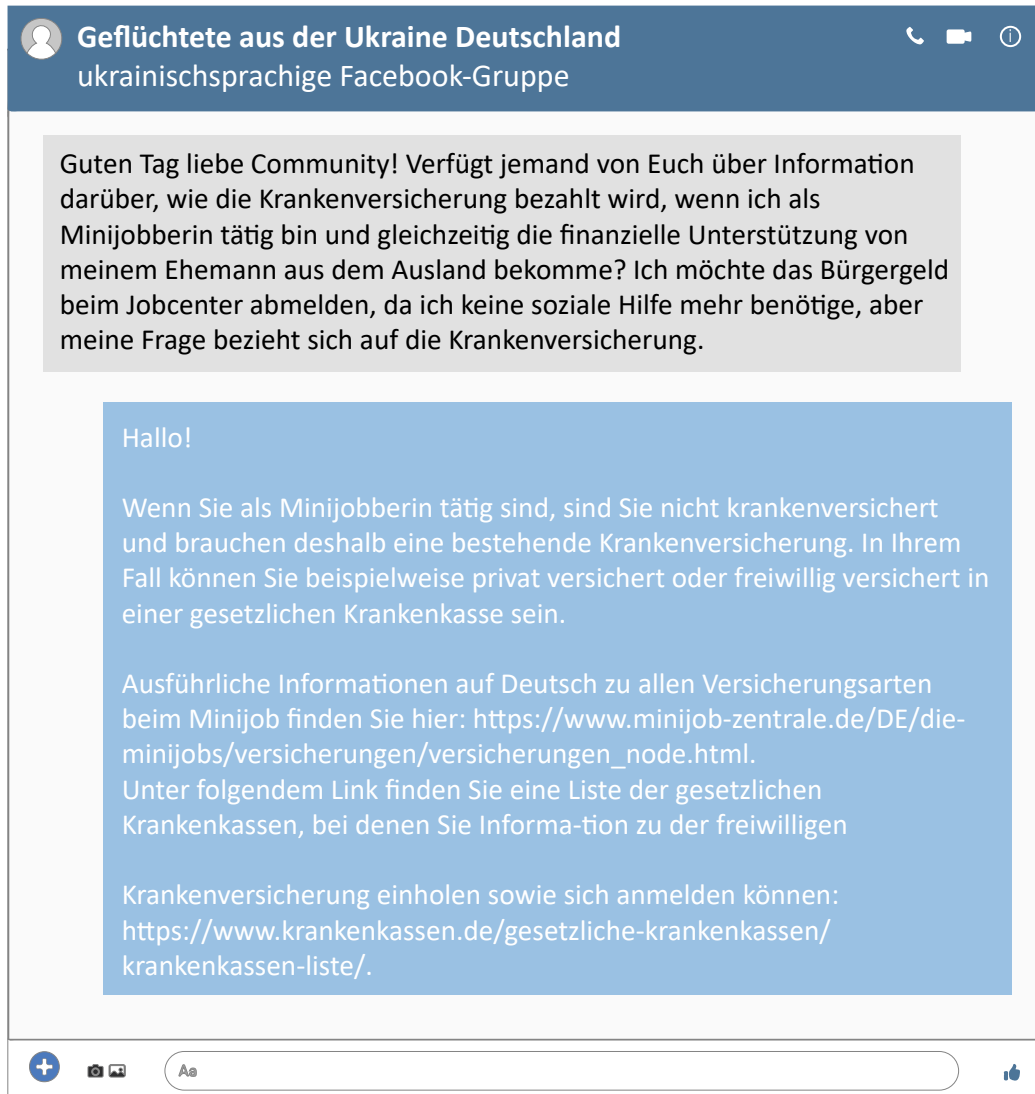 Geflüchtete aus der Ukraine Deutschland
ukrainischsprachige Facebook-Gruppe
Guten Tag liebe Community! Verfügt jemand von Euch über Information
darüber, wie die Krankenversicherung bezahlt wird, wenn ich als
Minijobberin tätig bin und gleichzeitig die finanzielle Unterstützung von
meinem Ehemann aus dem Ausland bekomme? Ich möchte das Bürgergeld
beim Jobcenter abmelden, da ich keine soziale Hilfe mehr benötige, aber
meine Frage bezieht sich auf die Krankenversicherung.
Hallo!
Wenn Sie als Minijobberin tätig sind, sind Sie nicht krankenversichert
und brauchen deshalb eine bestehende Krankenversicherung. In Ihrem
Fall können Sie beispielweise privat versichert oder freiwillig versichert in
einer gesetzlichen Krankenkasse sein.
Ausführliche Informationen auf Deutsch zu allen Versicherungsarten
beim Minijob finden Sie hier: https://www.minijob-zentrale.de/DE/die-
minijobs/versicherungen/versicherungen_node.html.
Unter folgendem Link finden Sie eine Liste der gesetzlichen
Krankenkassen, bei denen Sie Informa-tion zu der freiwilligen
Krankenversicherung einholen sowie sich anmelden können:
https://www.krankenkassen.de/gesetzliche-krankenkassen/
krankenkassen-liste/.
Aa